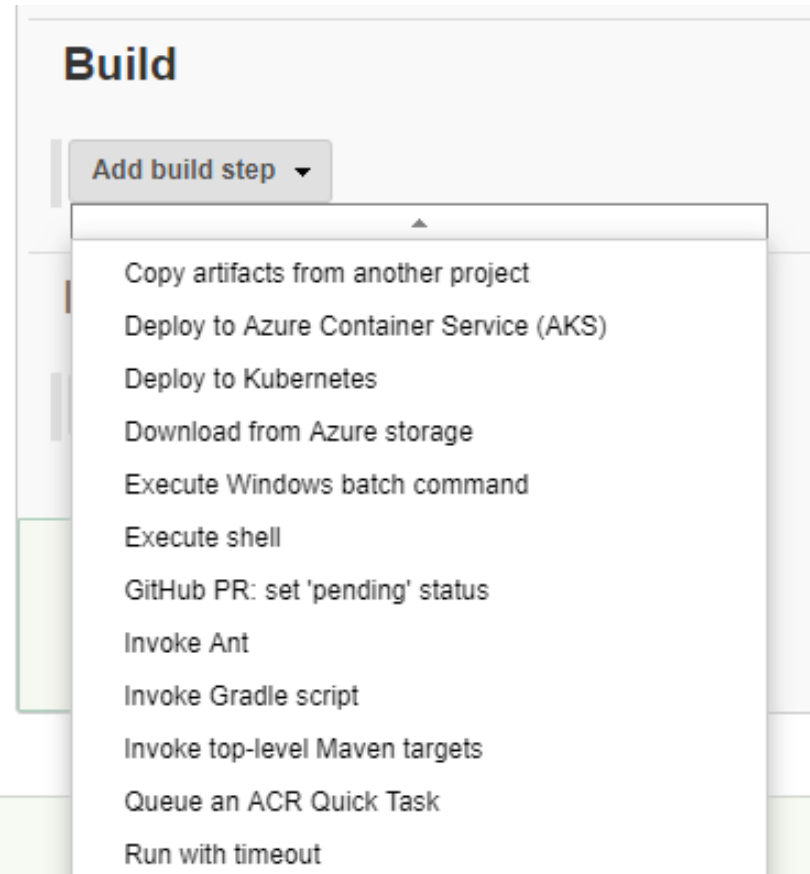 Build
Add build step
Copy artifacts from another project
Deploy to Azure Container Service (AKS)
Deploy to Kubernetes
Download from Azure storage
Execute Windows batch command
Execute shell
GitHub PR: set 'pending' status
Invoke Ant
Invoke Gradle script
Invoke top-level Maven targets
Queue an ACR Quick Task
Run with timeout